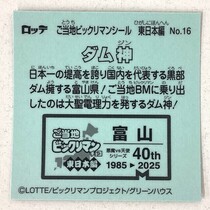 ロッテ ご当地ビックリマンシール 東日本編 No.16
ダム神
日本一の堤高を誇り国内を代表する黒部
ダム擁する富山県!ご当地BMに乗り出
したのは大聖電理力を発するダム神!
ご当地
ビックリマン
東日本編
富山
悪魔vs天使
シリーズ
40th
1985▶2025
©LOTTE/ビックリマンプロジェクト/グリーンハウス